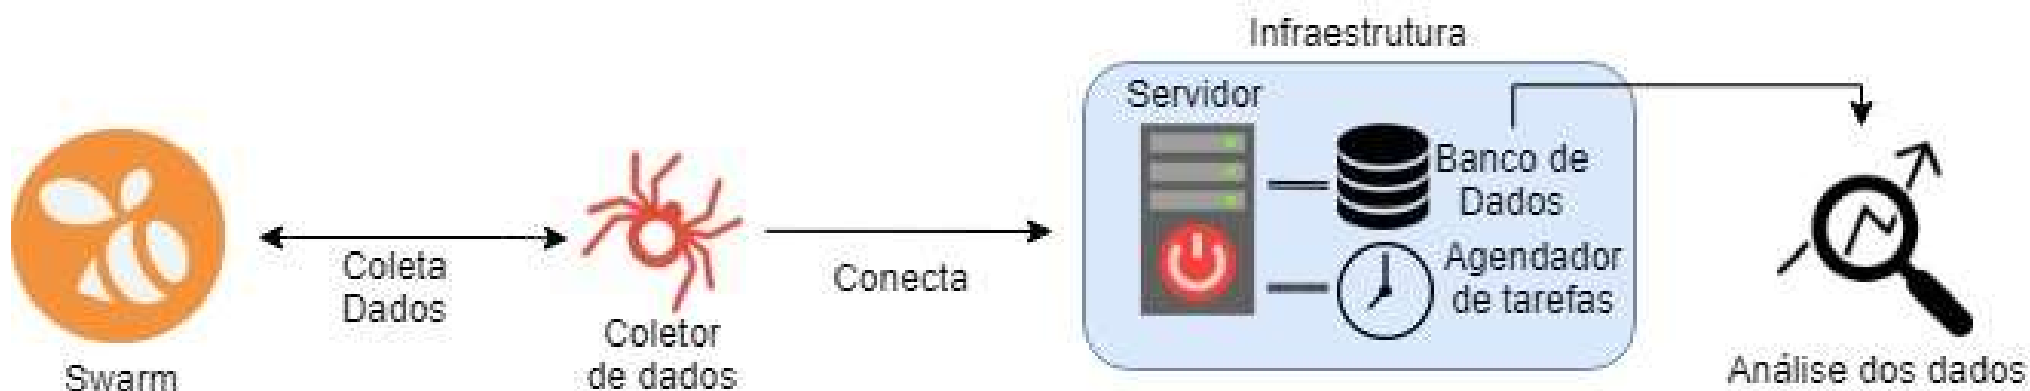 Infraestrutura
Servidor
Banco de
Dados
Agendador
de tarefas
Coleta
Dados
Conecta
Coletor
de dados
Swarm
Análise dos dados